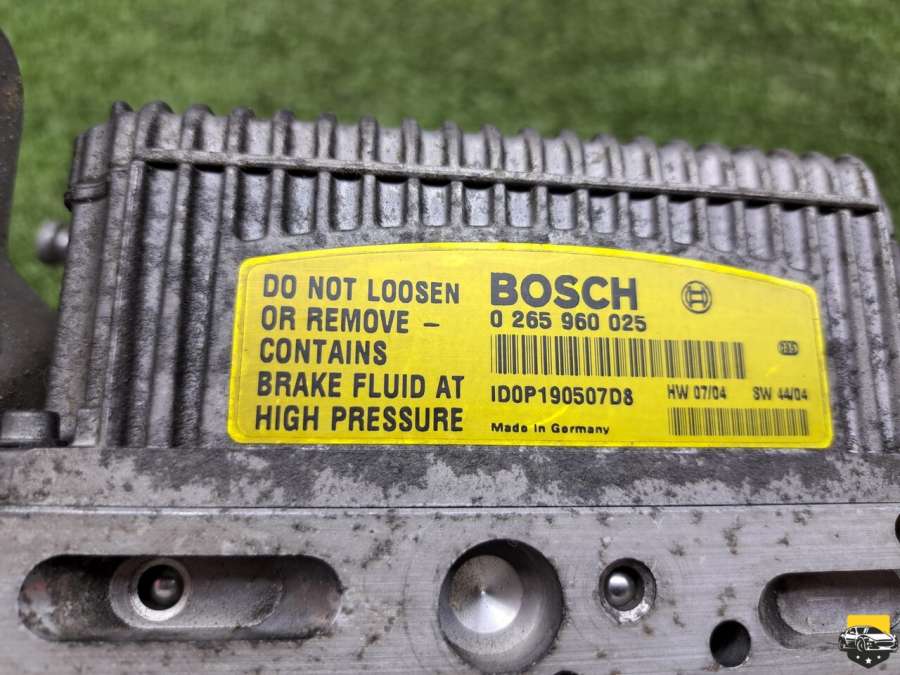 DO NOT LOOSEN
OR REMOVE –
CONTAINS
BRAKE FLUID AT
HIGH PRESSURE
BOSCH
0 265 960 025
ID0P190507D8
HW 07/04 SW 44/04
Made in Germany